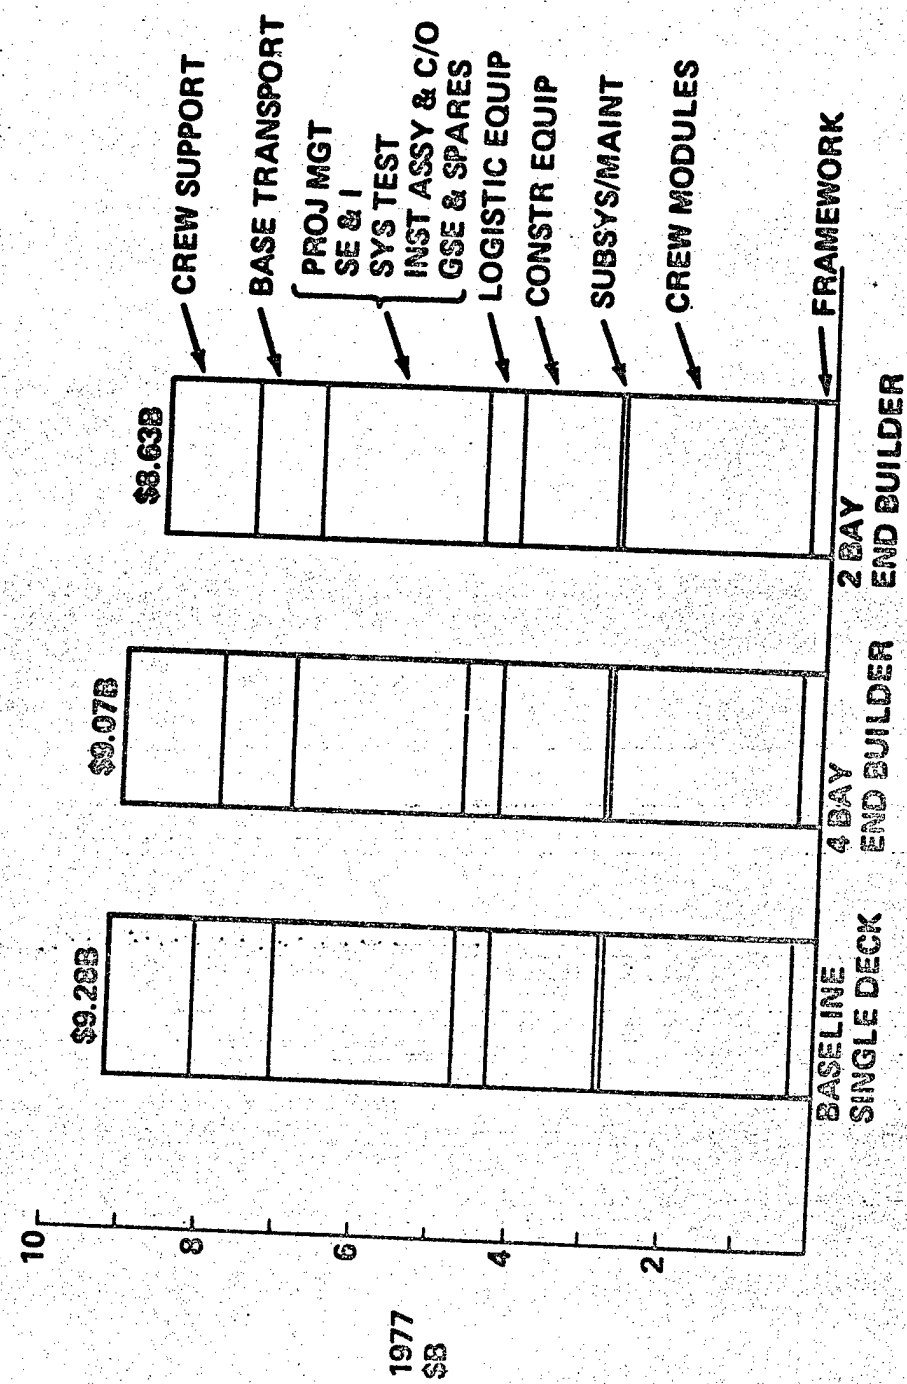 $9.28B
$9.07B
$8.63B
CREW SUPPORT
BASE TRANSPORT
PROJ MGT
SE & I
SYS TEST
INST ASSY & C/O
GSE & SPARES
LOGISTIC EQUIP
CONSTR EQUIP
SUBSYS/MAINT
CREW MODULES
FRAMEWORK
10
8
6
4
2
1977
$B
BASELINE
SINGLE DECK
4 BAY
END BUILDER
2 BAY
END BUILDER